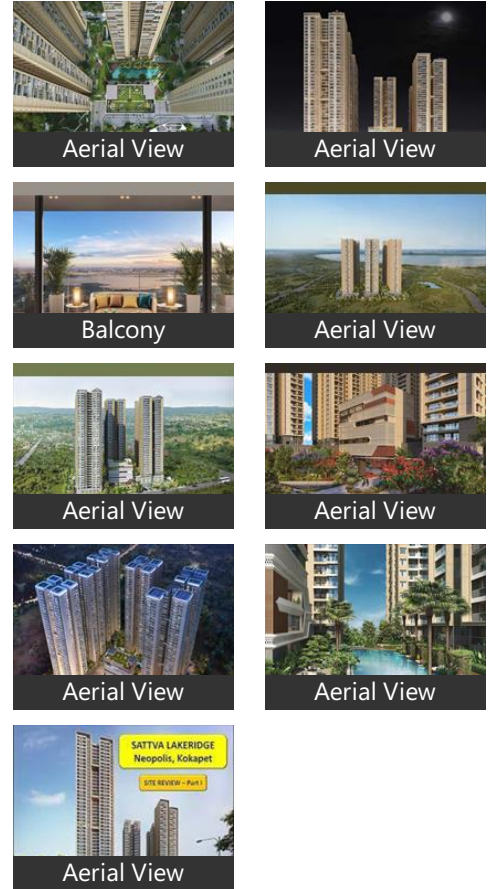 Aerial View
Aerial View
Balcony
Aerial View
Aerial View
Aerial View
Aerial View
Aerial View
SATTVA LAKERIDGE
Neopolis, Kokapet
SITE REVIEW – Part I
Aerial View